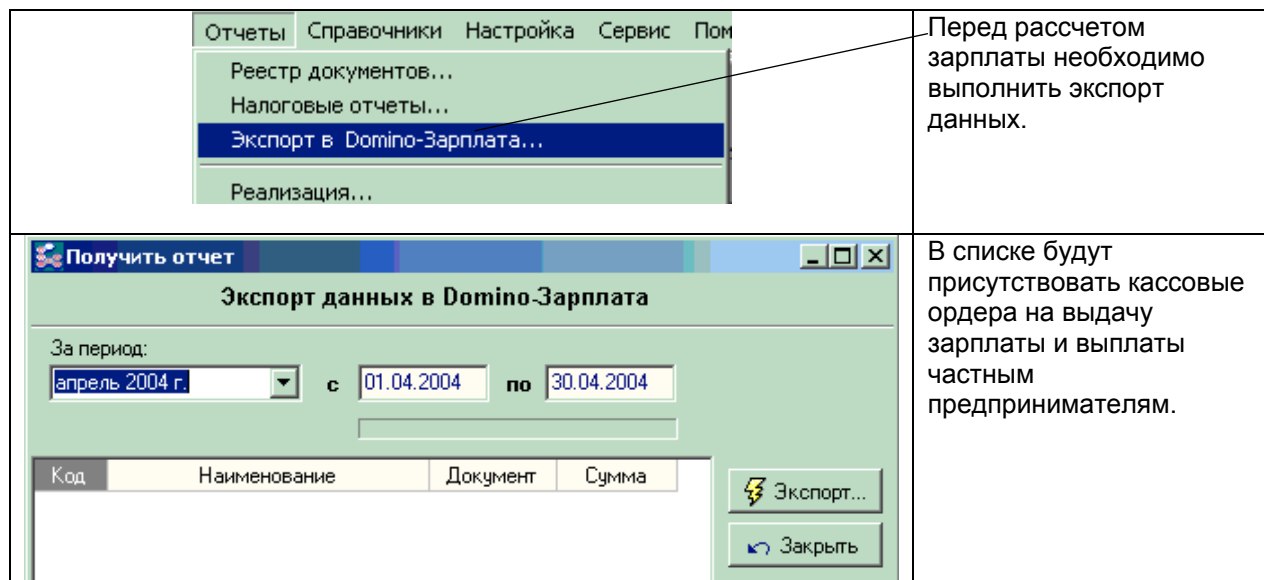 Отчеты Справочники Настройка Сервис Пом
Реестр документов...
Налоговые отчеты...
Экспорт в Domino-Зарплата...
Реализация...
Перед рассчетом
зарплаты необходимо
выполнить экспорт
данных.
Получить отчет
Экспорт данных в Domino-Зарплата
За период:
апрель 2004 г. с 01.04.2004 по 30.04.2004
Код Наименование Документ Сумма
Экспорт...
Закрыть
В списке будут
присутствовать кассовые
ордера на выдачу
зарплаты и выплаты
частным
предпринимателям.